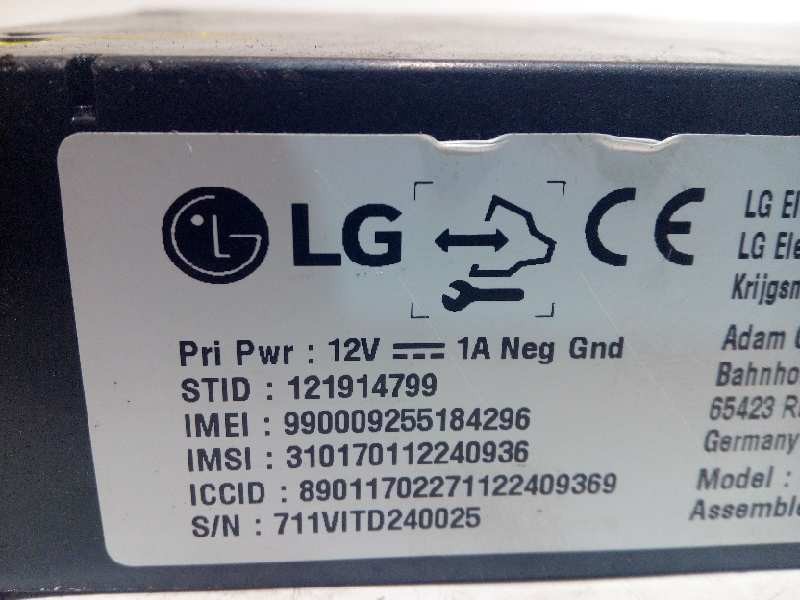 LG CE
Pri Pwr : 12V ⎓ 1A Neg Gnd
STID : 121914799
IMEI : 990009255184296
IMSI : 310170112240936
ICCID : 89011702271122409369
S/N : 711VITD240025
LG El
LG Ele
Krijgsm
Adam
Bahnho
65423 R
Germany
Model :
Assemble